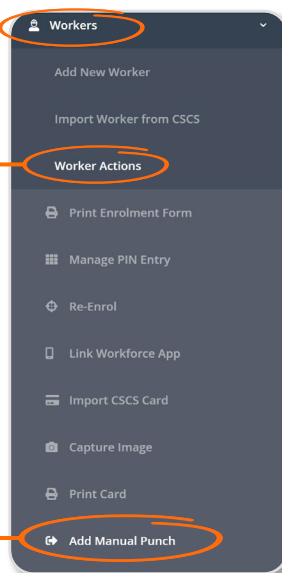 Workers
Add New Worker
Import Worker from CSCS
Worker Actions
Print Enrolment Form
Manage PIN Entry
Re-Enrol
Link Workforce App
Import CSCS Card
Capture Image
Print Card
Add Manual Punch